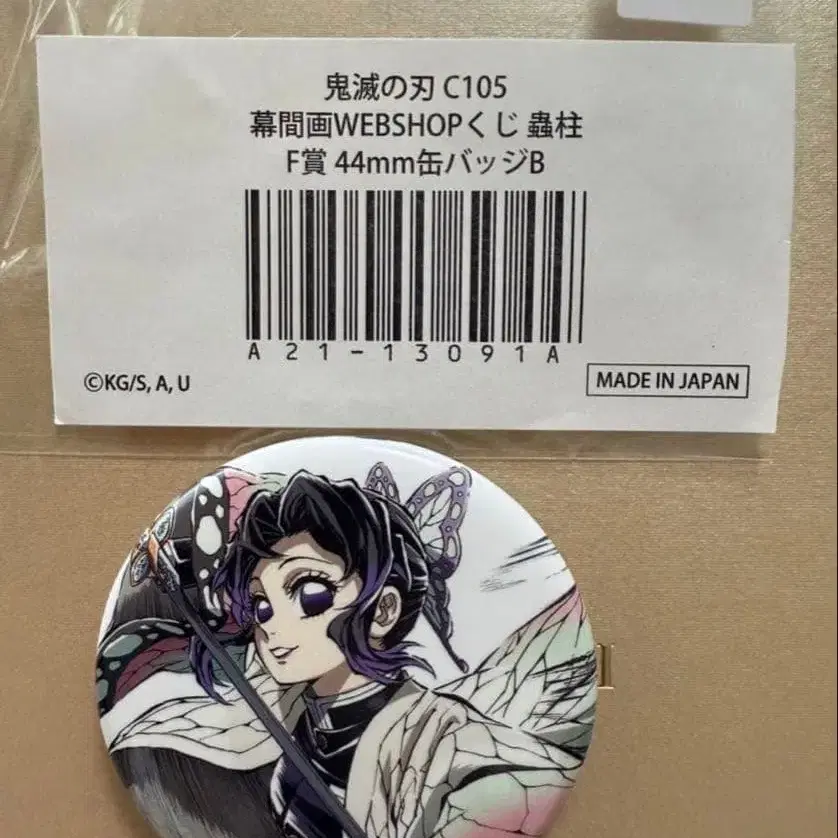 鬼滅の刃 C105
幕間画WEBSHOPくじ 蟲柱
F賞 44mm缶バッジB
A21-13091A
©KG/S, A, U
MADE IN JAPAN